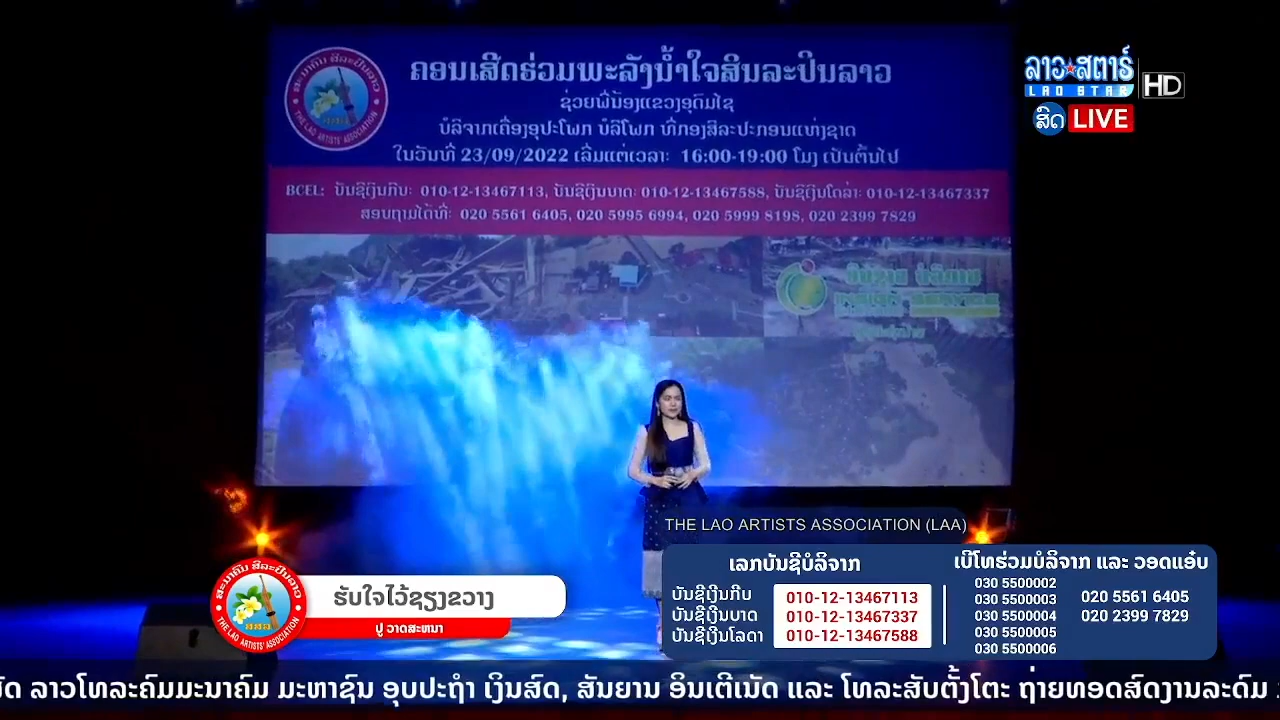 ສະມາຄົມ ສິລະປິນລາວ
THE LAO ARTISTS' ASSOCIATION
ຄອນເສີດຮ່ວມພະລັງນ້ຳໃຈສິນລະປິນລາວ
ຊ່ວຍພີ່ນ້ອງແຂວງອຸດົມໄຊ
ບໍລິຈາກເຄື່ອງອຸປະໂພກ ບໍລິໂພກ ທີ່ກອງສິລະປະກອນແຫ່ງຊາດ
ໃນວັນທີ 23/09/2022 ເລີ່ມແຕ່ເວລາ: 16:00-19:00 ໂມງ ເປັນຕົ້ນໄປ
BCEL: ບັນຊີເງິນກີບ: 010-12-13467113, ບັນຊີເງິນບາດ: 010-12-13467588, ບັນຊີເງິນໂດລ່າ: 010-12-13467337
ສອບຖາມໄດ້ທີ່: 020 5561 6405, 020 5995 6994, 020 5999 8198, 020 2399 7829
ລາວ★ສຕາຣ໌
LAO STAR
HD
ສົດ LIVE
THE LAO ARTISTS ASSOCIATION (LAA)
ເລກບັນຊີບໍລິຈາກ
ບັນຊີເງິນກີບ 010-12-13467113
ບັນຊີເງິນບາດ 010-12-13467337
ບັນຊີເງິນໂລດາ 010-12-13467588
ເບີໂທຮ່ວມບໍລິຈາກ ແລະ ວອດແອັບ
030 5500002
030 5500003
030 5500004
030 5500005
030 5500006
020 5561 6405
020 2399 7829
ສະມາຄົມ ສິລະປິນລາວ
THE LAO ARTISTS' ASSOCIATION
ຮັບໃຈໄວ້ຊຽງຂວາງ
ປູ ວາດສະຫນາ
ລາວໂທລະຄົມມະນາຄົມ ມະຫາຊົນ ອຸບປະຖໍາ ເງິນສົດ, ສັນຍານ ອິນເຕີເນັດ ແລະ ໂທລະສັບຕັ້ງໂຕະ ຖ່າຍທອດສົດງານລະດົມ